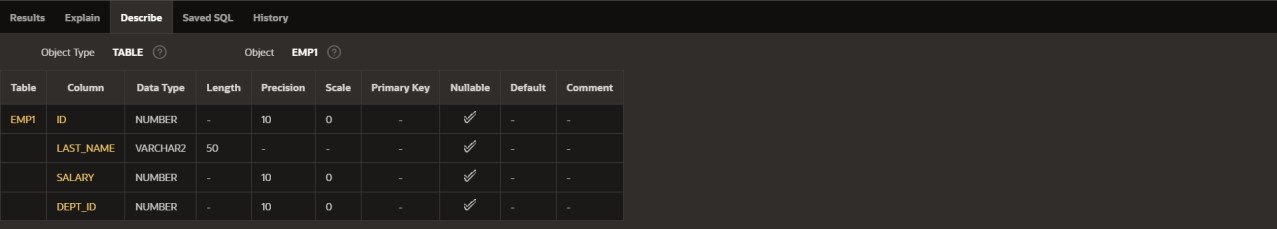 Results Explain Describe Saved SQL History
Object Type TABLE ? Object EMP1 ?
Table Column Data Type Length Precision Scale Primary Key Nullable Default Comment
EMP1 ID NUMBER - 10 0 - ✓ - -
LAST_NAME VARCHAR2 50 - - - ✓ - -
SALARY NUMBER - 10 0 - ✓ - -
DEPT_ID NUMBER - 10 0 - ✓ - -